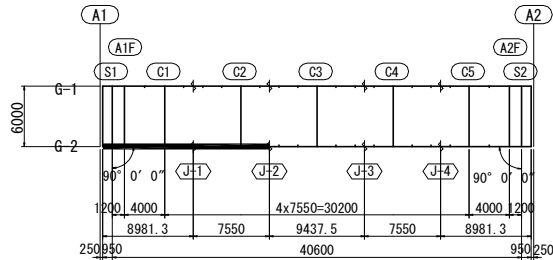 A1 A2
A1F A2F
S1 C1 C2 C3 C4 C5 S2
G-1
6000
G-2
J-1 J-2 J-3 J-4
90° 0′ 0″ 90° 0′ 0″
1200 4000 4x7550=30200 4000 1200
8981.3 7550 9437.5 7550 8981.3
250 950 40600 950 250